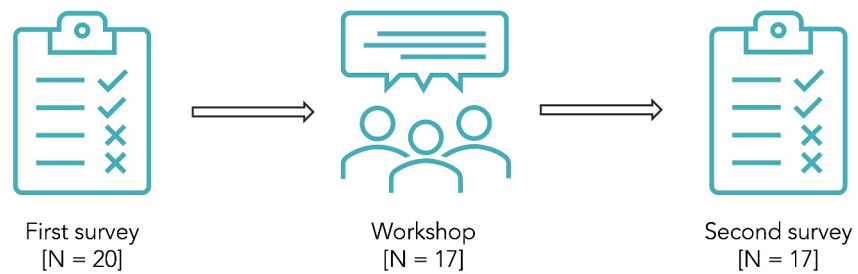 First survey
[N = 20]
Workshop
[N = 17]
Second survey
[N = 17]